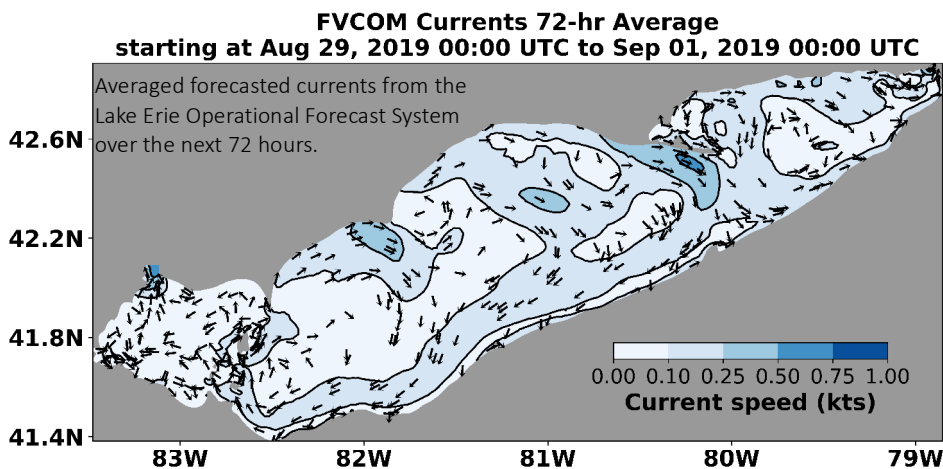 FVCOM Currents 72-hr Average
starting at Aug 29, 2019 00:00 UTC to Sep 01, 2019 00:00 UTC
Averaged forecasted currents from the
Lake Erie Operational Forecast System
over the next 72 hours.
42.6N
42.2N
41.8N
41.4N
0.00 0.10 0.25 0.50 0.75 1.00
Current speed (kts)
83W 82W 81W 80W 79W